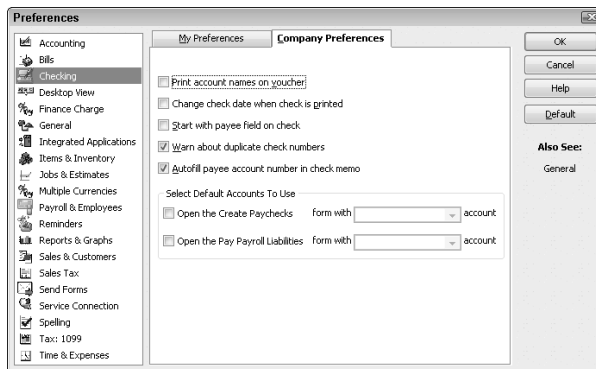 Preferences
Accounting
Bills
Checking
Desktop View
Finance Charge
General
Integrated Applications
Items & Inventory
Jobs & Estimates
Multiple Currencies
Payroll & Employees
Reminders
Reports & Graphs
Sales & Customers
Sales Tax
Send Forms
Service Connection
Spelling
Tax: 1099
Time & Expenses
My Preferences
Company Preferences
Print account names on voucher
Change check date when check is printed
Start with payee field on check
Warn about duplicate check numbers
Autofill payee account number in check memo
Select Default Accounts To Use
Open the Create Paychecks form with account
Open the Pay Payroll Liabilities form with account
OK
Cancel
Help
Default
Also See:
General